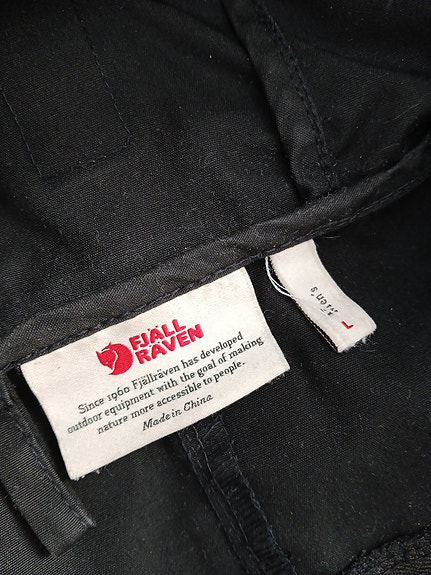 FJÄLL
RÄVEN
Since 1960 Fjällräven has developed
outdoor equipment with the goal of making
nature more accessible to people.
Made in China
L